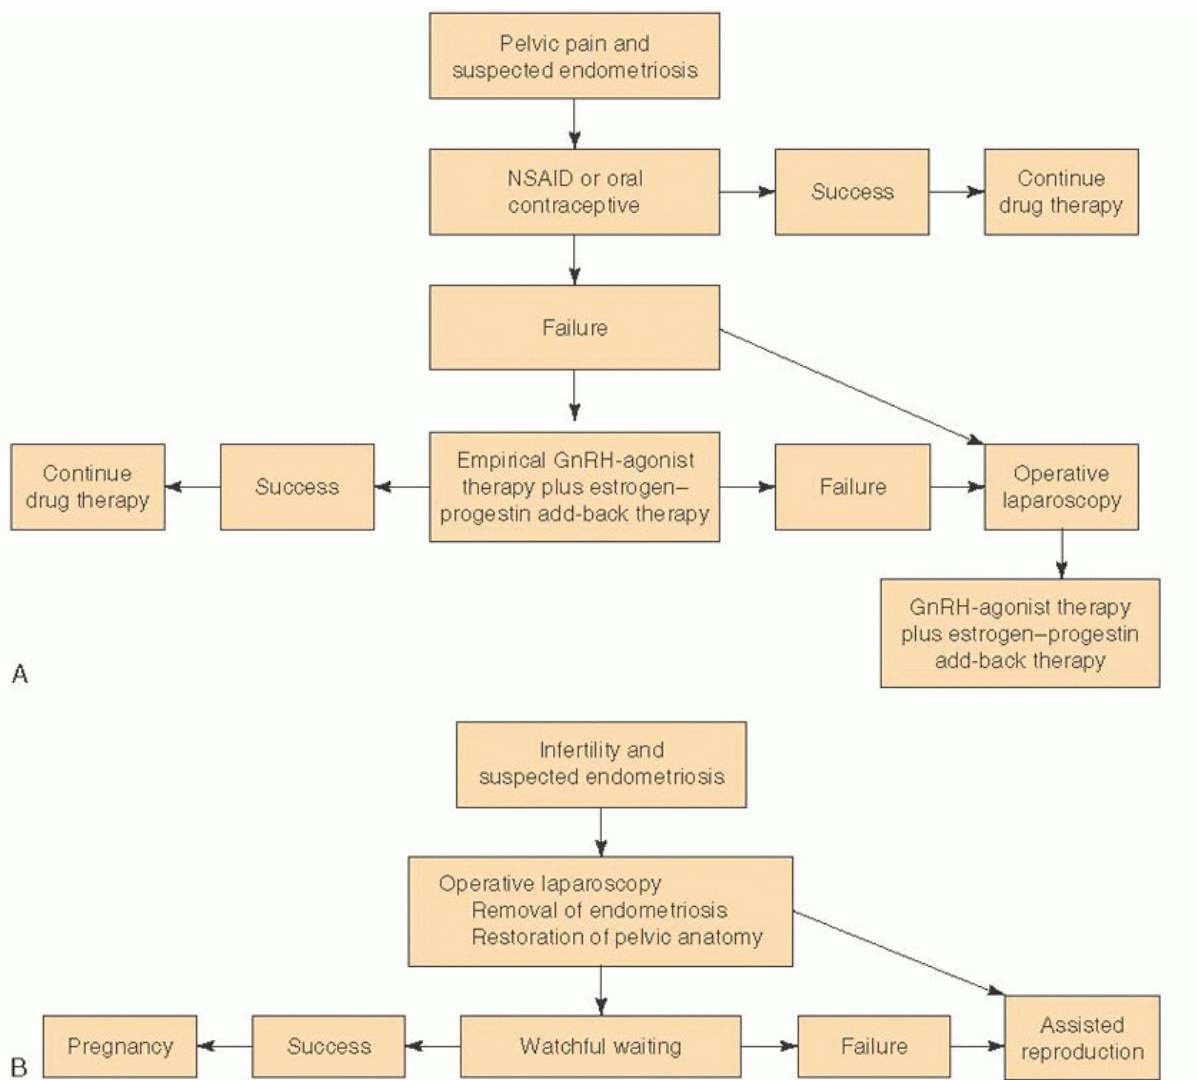 Pelvic pain and
suspected endometriosis
NSAID or oral
contraceptive
Success
Continue
drug therapy
Failure
Continue
drug therapy
Success
Empirical GnRH-agonist
therapy plus estrogen–
progestin add-back therapy
Failure
Operative
laparoscopy
GnRH-agonist therapy
plus estrogen–progestin
add-back therapy
A
Infertility and
suspected endometriosis
Operative laparoscopy
Removal of endometriosis
Restoration of pelvic anatomy
Pregnancy
Success
Watchful waiting
Failure
Assisted
reproduction
B